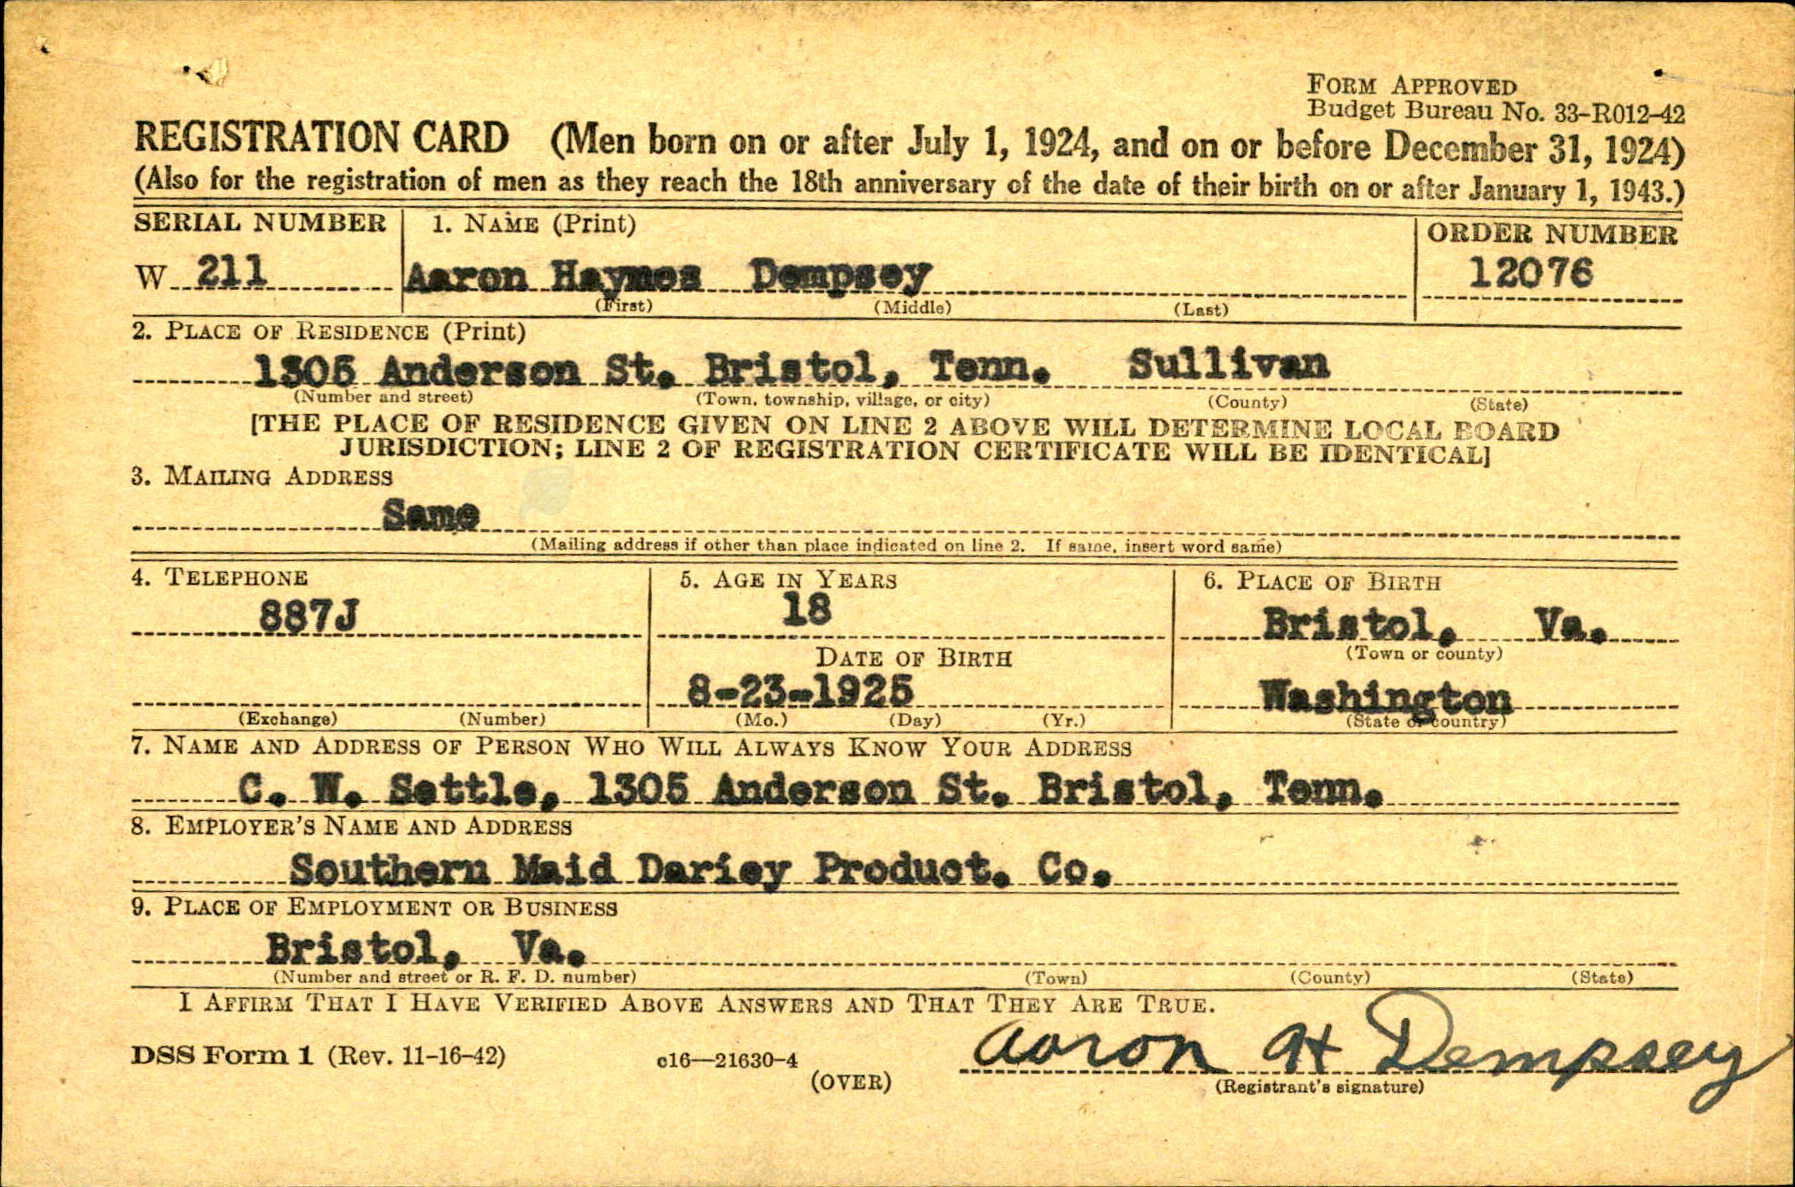 FORM APPROVED
Budget Bureau No. 33-R012-42
REGISTRATION CARD (Men born on or after July 1, 1924, and on or before December 31, 1924)
(Also for the registration of men as they reach the 18th anniversary of the date of their birth on or after January 1, 1943.)
SERIAL NUMBER 1. NAME (Print) ORDER NUMBER
W 211 Aaron Haymes Dempsey 12076
(First) (Middle) (Last)
2. PLACE OF RESIDENCE (Print)
1305 Anderson St. Bristol, Tenn. Sullivan
(Number and street) (Town, township, village, or city) (County) (State)
[THE PLACE OF RESIDENCE GIVEN ON LINE 2 ABOVE WILL DETERMINE LOCAL BOARD
JURISDICTION; LINE 2 OF REGISTRATION CERTIFICATE WILL BE IDENTICAL]
3. MAILING ADDRESS
Same
(Mailing address if other than place indicated on line 2. If same, insert word same)
4. TELEPHONE 5. AGE IN YEARS 6. PLACE OF BIRTH
887J 18 Bristol, Va.
(Town or county)
DATE OF BIRTH
8-23-1925 Washington
(Exchange) (Number) (Mo.) (Day) (Yr.) (State or country)
7. NAME AND ADDRESS OF PERSON WHO WILL ALWAYS KNOW YOUR ADDRESS
C. W. Settle, 1305 Anderson St. Bristol, Tenn.
8. EMPLOYER'S NAME AND ADDRESS
Southern Maid Dariey Product. Co.
9. PLACE OF EMPLOYMENT OR BUSINESS
Bristol, Va.
(Number and street or R. F. D. number) (Town) (County) (State)
I AFFIRM THAT I HAVE VERIFIED ABOVE ANSWERS AND THAT THEY ARE TRUE.
DSS Form 1 (Rev. 11-16-42) c16—21630-4 Aaron H Dempsey
(OVER) (Registrant's signature)